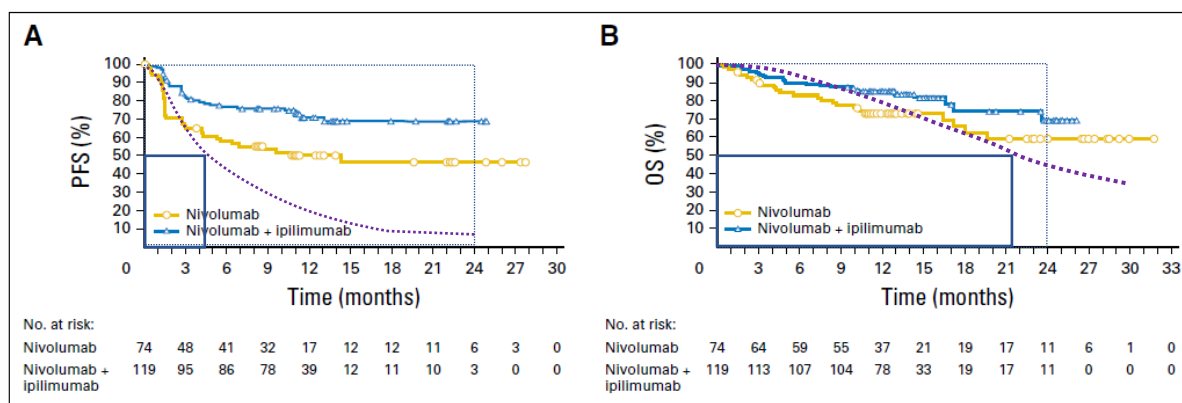 A
PFS (%)
100
90
80
70
60
50
40
30
20
10
Nivolumab
Nivolumab + ipilimumab
0 3 6 9 12 15 18 21 24 27 30
Time (months)
No. at risk:
Nivolumab 74 48 41 32 17 12 12 11 6 3 0
Nivolumab + ipilimumab 119 95 86 78 39 12 11 10 3 0 0
B
OS (%)
100
90
80
70
60
50
40
30
20
10
Nivolumab
Nivolumab + ipilimumab
0 3 6 9 12 15 18 21 24 27 30 33
Time (months)
No. at risk:
Nivolumab 74 64 59 55 37 21 19 17 11 6 1 0
Nivolumab + ipilimumab 119 113 107 104 78 33 19 17 11 0 0 0